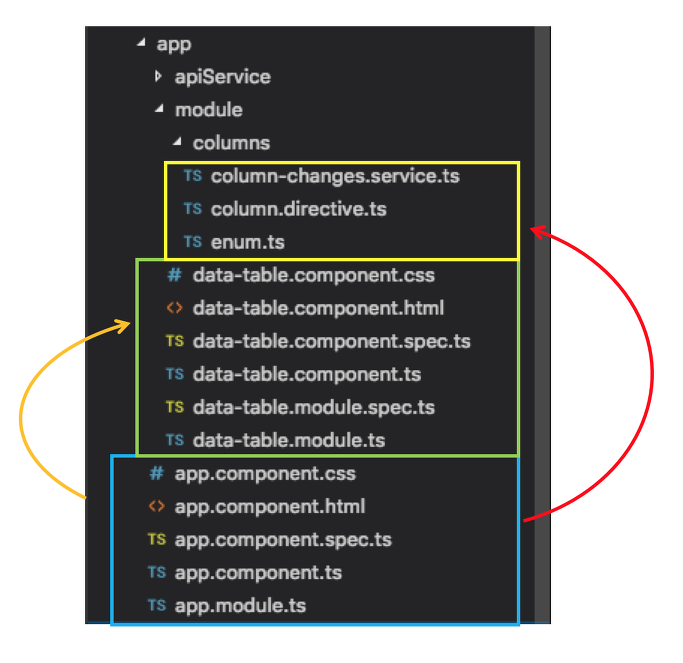 app
apiService
module
columns
TS column-changes.service.ts
TS column.directive.ts
TS enum.ts
# data-table.component.css
<> data-table.component.html
TS data-table.component.spec.ts
TS data-table.component.ts
TS data-table.module.spec.ts
TS data-table.module.ts
# app.component.css
<> app.component.html
TS app.component.spec.ts
TS app.component.ts
TS app.module.ts